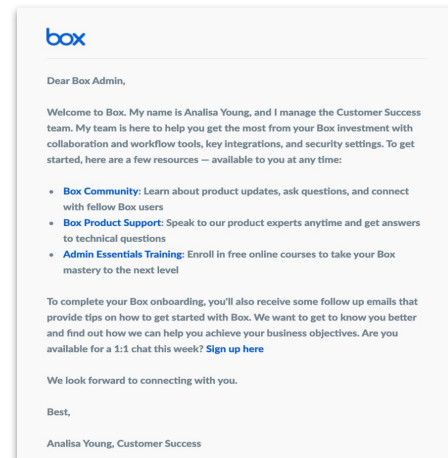 box
Dear Box Admin,
Welcome to Box. My name is Analisa Young, and I manage the Customer Success
team. My team is here to help you get the most from your Box investment with
collaboration and workflow tools, key integrations, and security settings. To get
started, here are a few resources — available to you at any time:
• Box Community: Learn about product updates, ask questions, and connect
with fellow Box users
• Box Product Support: Speak to our product experts anytime and get answers
to technical questions
• Admin Essentials Training: Enroll in free online courses to take your Box
mastery to the next level
To complete your Box onboarding, you'll also receive some follow up emails that
provide tips on how to get started with Box. We want to get to know you better
and find out how we can help you achieve your business objectives. Are you
available for a 1:1 chat this week? Sign up here
We look forward to connecting with you.
Best,
Analisa Young, Customer Success